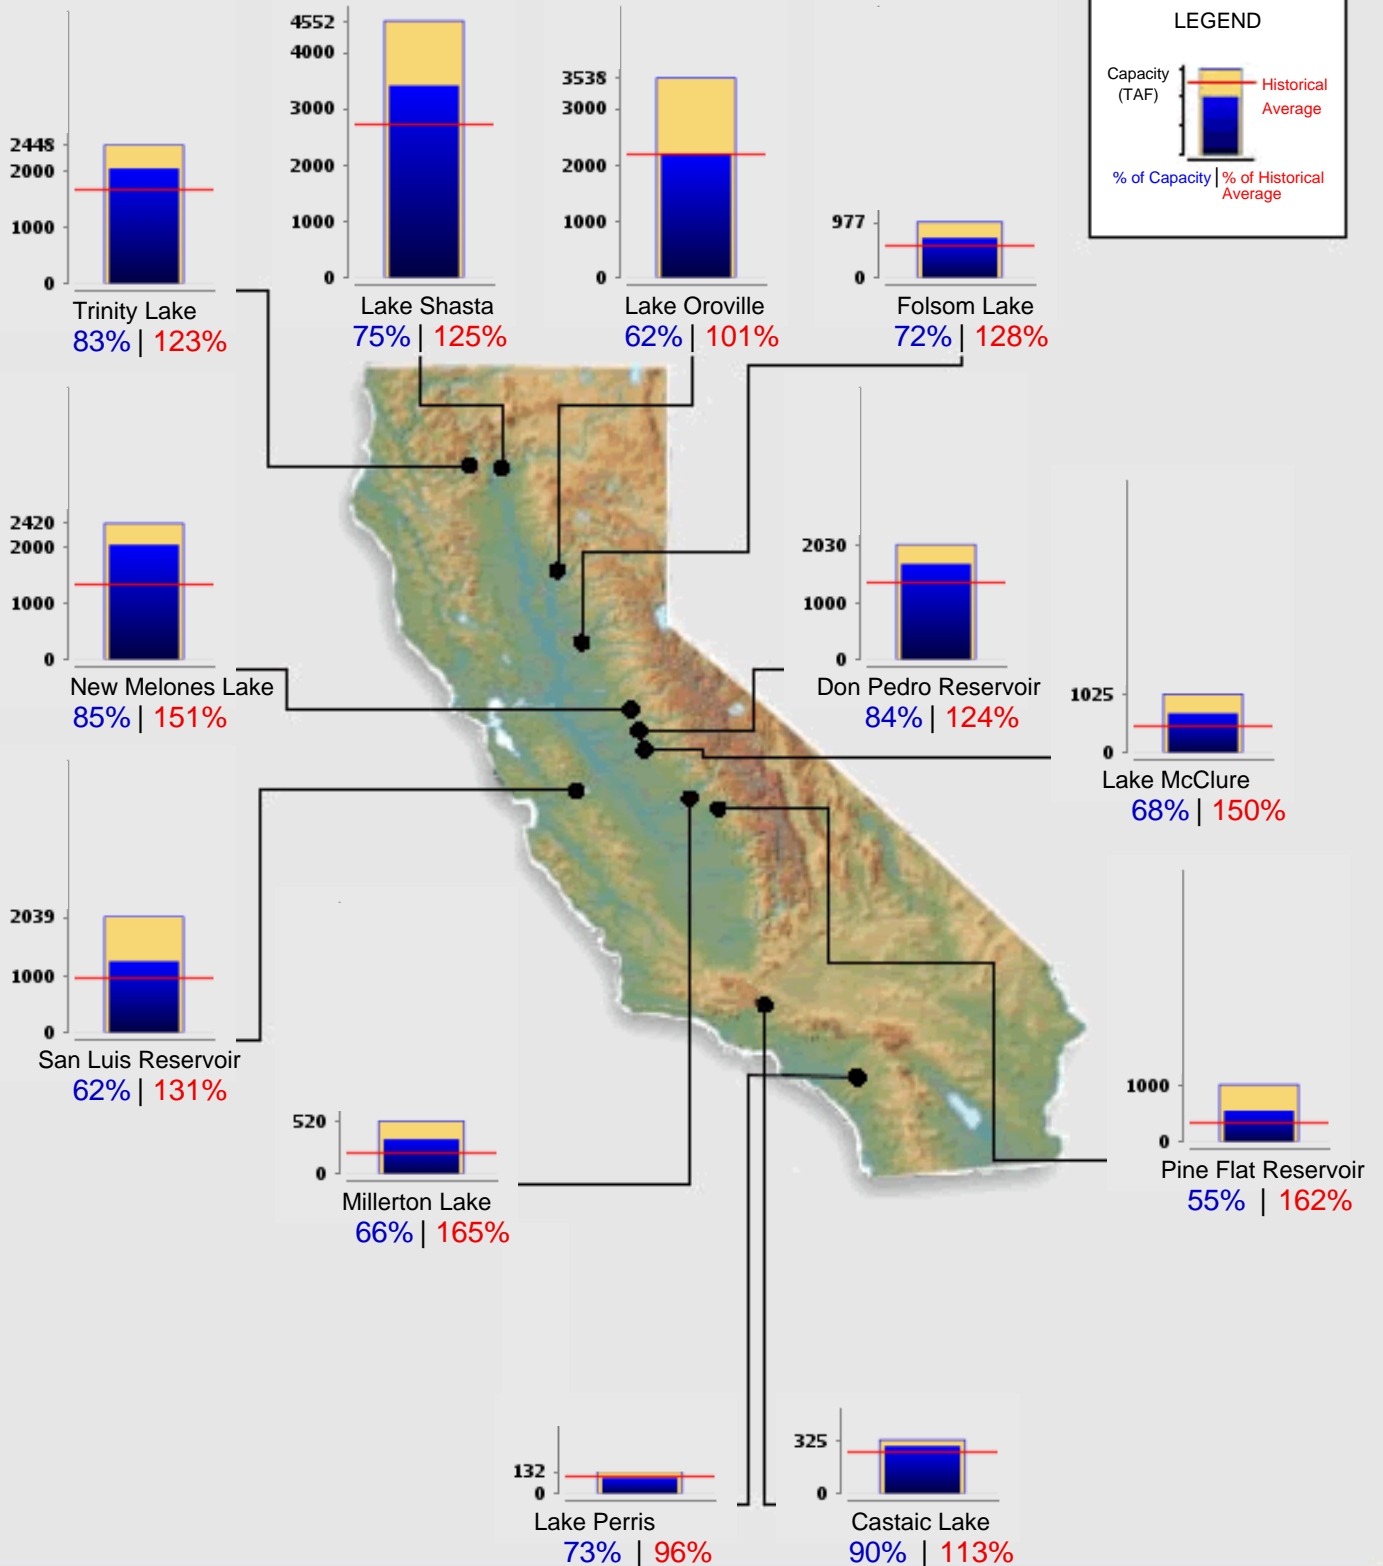 LEGEND
Capacity
(TAF)
Historical
Average
% of Capacity | % of Historical
Average
2448
2000
1000
0
Trinity Lake
83% | 123%
4552
4000
3000
2000
1000
0
Lake Shasta
75% | 125%
3538
3000
2000
1000
0
Lake Oroville
62% | 101%
977
0
Folsom Lake
72% | 128%
2420
2000
1000
0
New Melones Lake
85% | 151%
2030
1000
0
Don Pedro Reservoir
84% | 124%
1025
0
Lake McClure
68% | 150%
2039
1000
0
San Luis Reservoir
62% | 131%
520
0
Millerton Lake
66% | 165%
1000
0
Pine Flat Reservoir
55% | 162%
132
0
Lake Perris
73% | 96%
325
0
Castaic Lake
90% | 113%